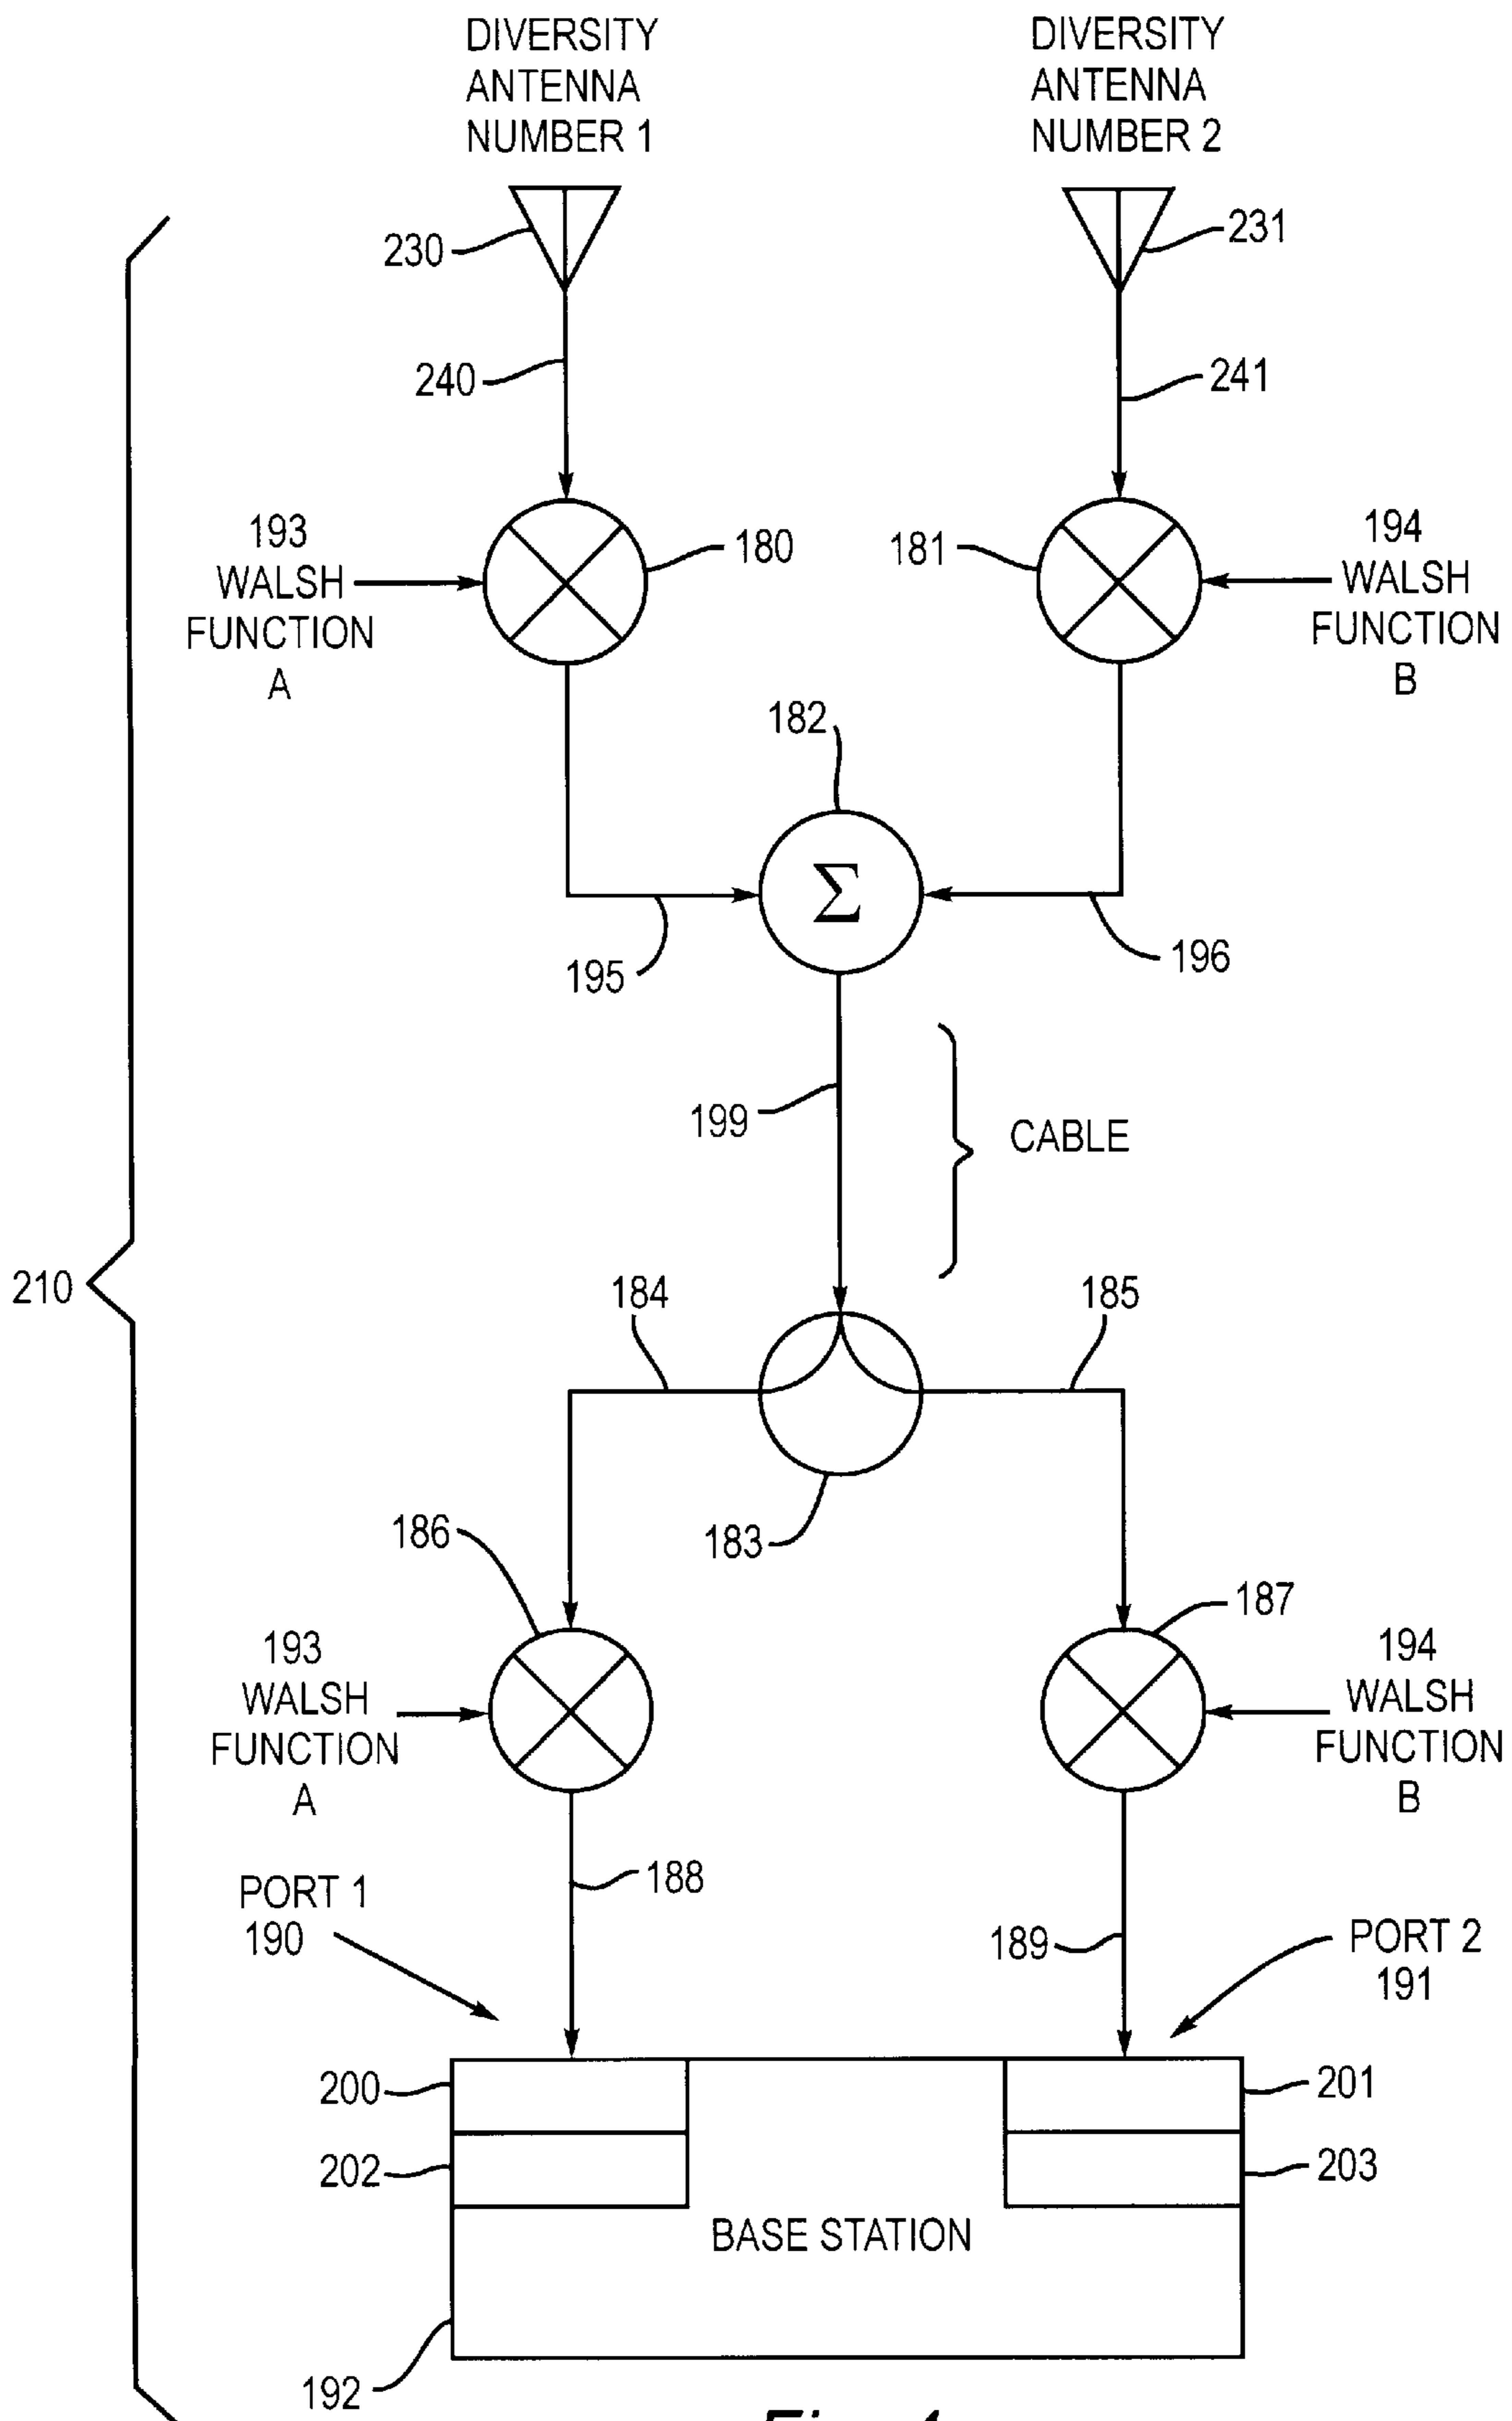 DIVERSITY
ANTENNA
NUMBER 1
DIVERSITY
ANTENNA
NUMBER 2
230
231
240
241
193
WALSH
FUNCTION
A
180
181
194
WALSH
FUNCTION
B
182
Σ
195
196
199
CABLE
210
184
185
183
186
187
193
WALSH
FUNCTION
A
194
WALSH
FUNCTION
B
188
PORT 1
190
189
PORT 2
191
200
201
202
203
BASE STATION
192